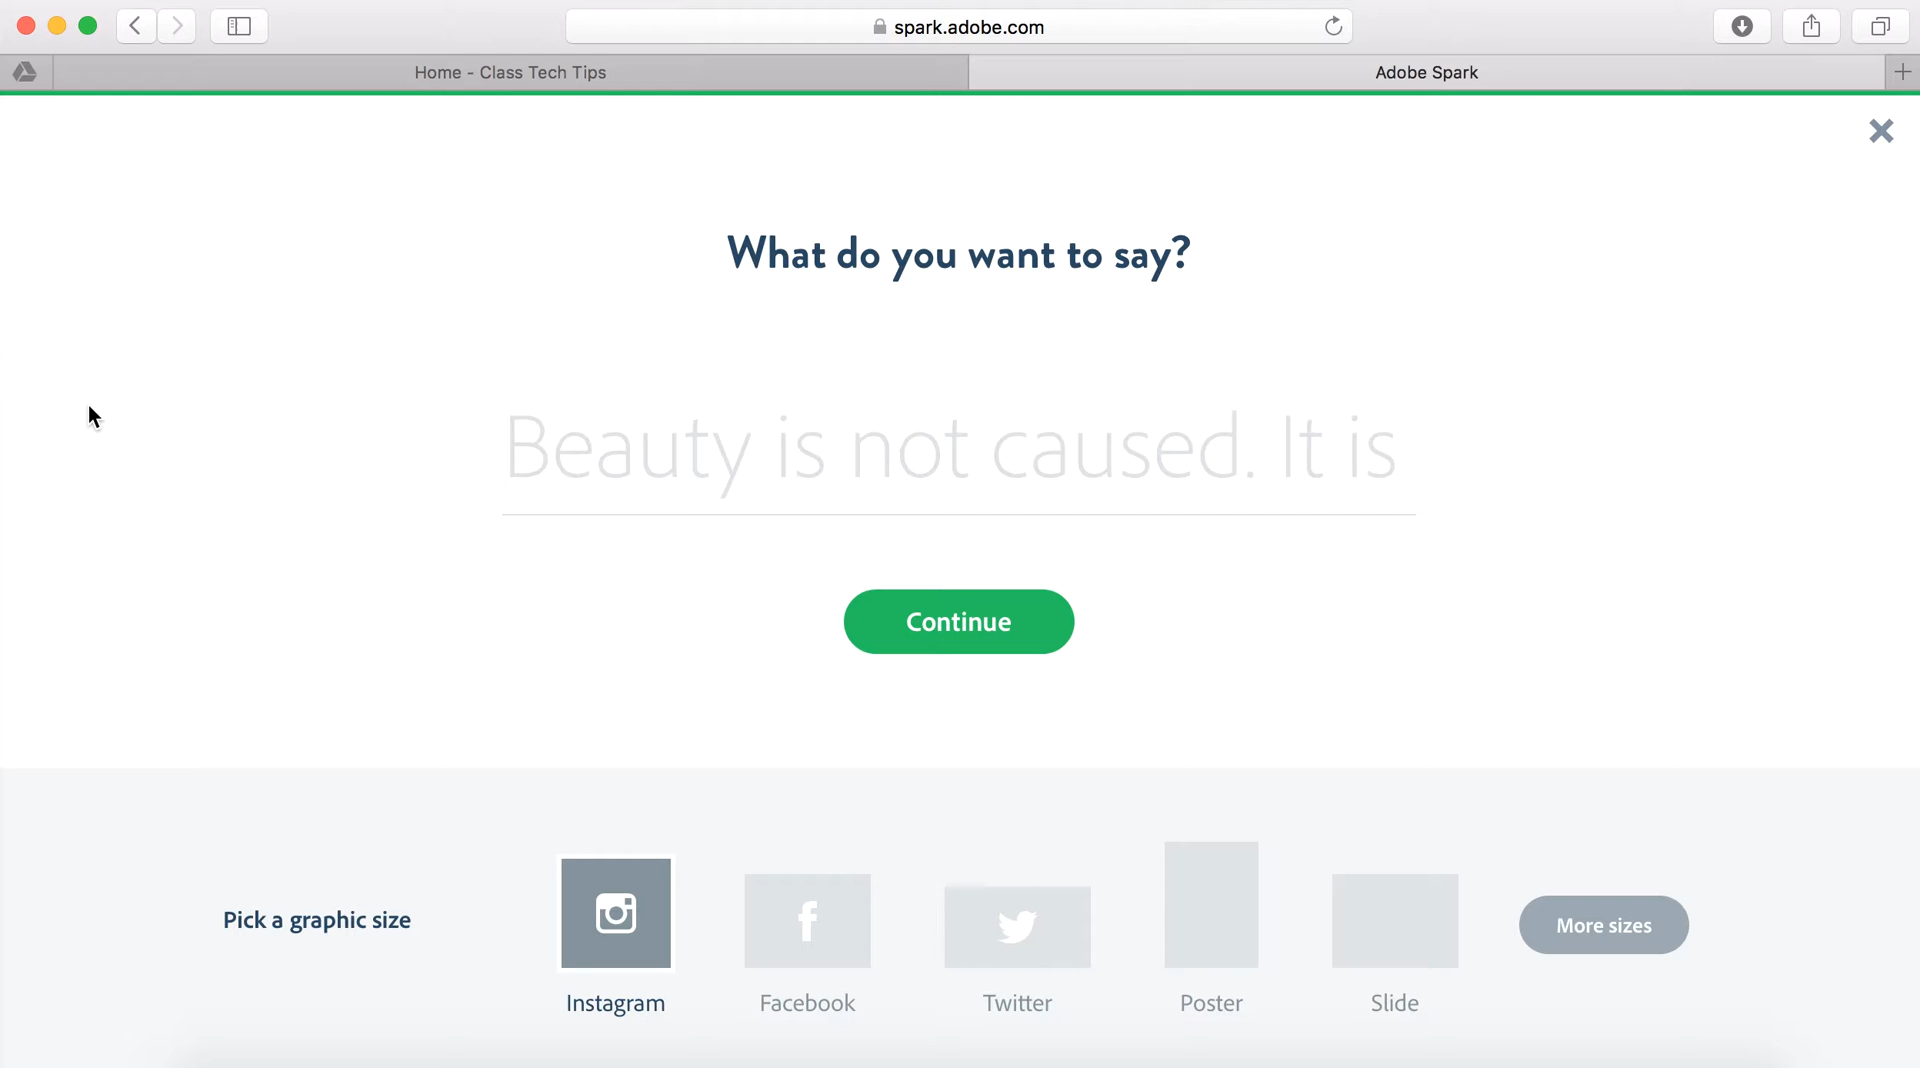 spark.adobe.com
Home - Class Tech Tips
Adobe Spark
What do you want to say?
Beauty is not caused. It is
Continue
Pick a graphic size
More sizes
Instagram
Facebook
Twitter
Poster
Slide